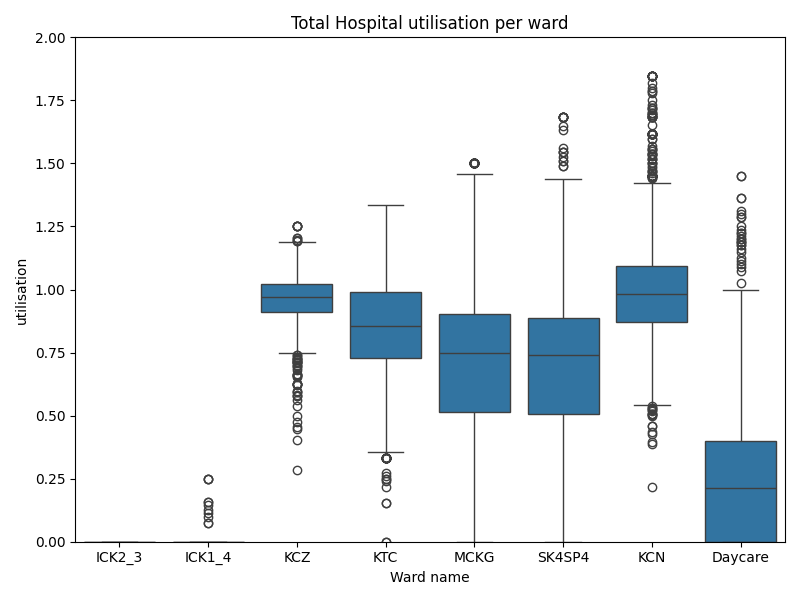 Total Hospital utilisation per ward
2.00
1.75
1.50
1.25
1.00
0.75
0.50
0.25
0.00
utilisation
ICK2_3 ICK1_4 KCZ KTC MCKG SK4SP4 KCN Daycare
Ward name